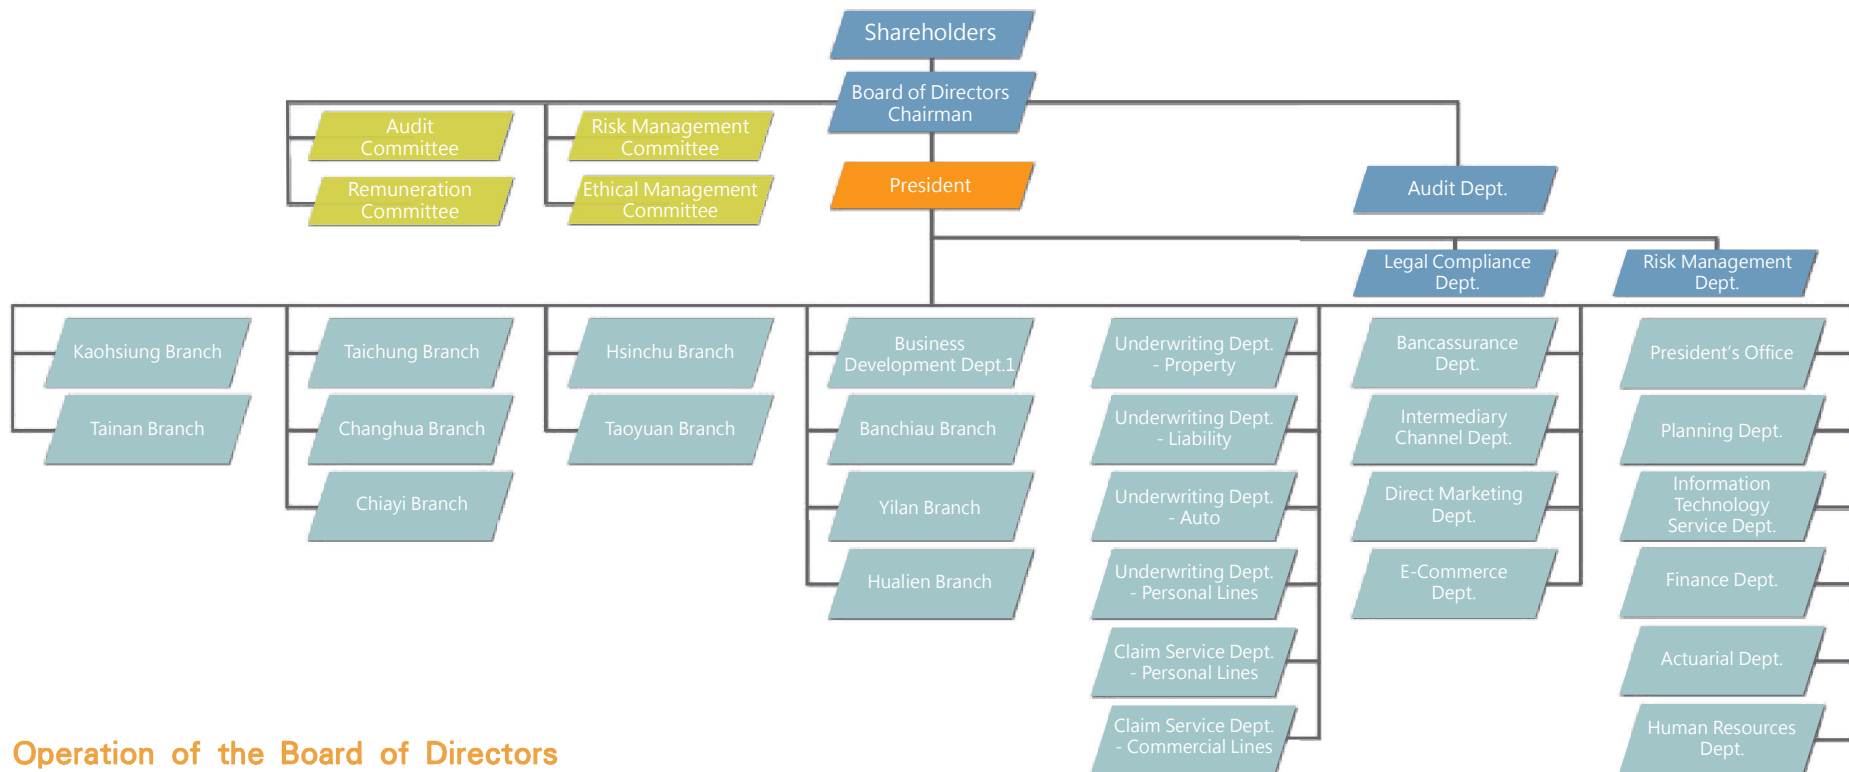 Shareholders
Board of Directors
Chairman
Audit
Committee
Risk Management
Committee
Remuneration
Committee
Ethical Management
Committee
President
Audit Dept.
Legal Compliance
Dept.
Risk Management
Dept.
Kaohsiung Branch
Tainan Branch
Taichung Branch
Changhua Branch
Chiayi Branch
Hsinchu Branch
Taoyuan Branch
Business
Development Dept.1
Banchiau Branch
Yilan Branch
Hualien Branch
Underwriting Dept.
- Property
Underwriting Dept.
- Liability
Underwriting Dept.
- Auto
Underwriting Dept.
- Personal Lines
Claim Service Dept.
- Personal Lines
Claim Service Dept.
- Commercial Lines
Bancassurance
Dept.
Intermediary
Channel Dept.
Direct Marketing
Dept.
E-Commerce
Dept.
President’s Office
Planning Dept.
Information
Technology
Service Dept.
Finance Dept.
Actuarial Dept.
Human Resources
Dept.
Operation of the Board of Directors